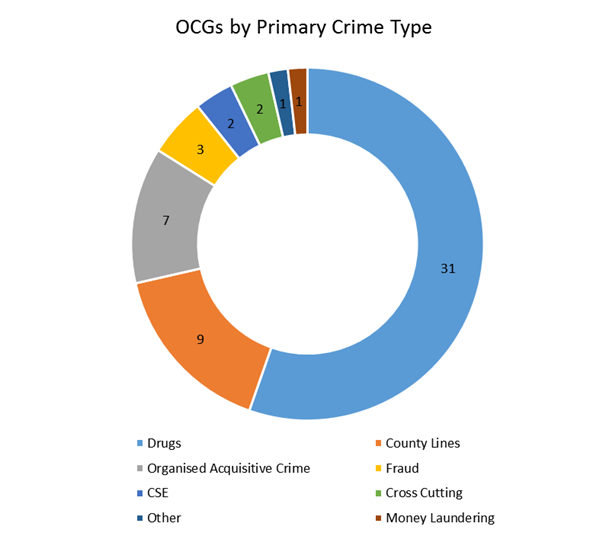 OCGs by Primary Crime Type
1
1
2
2
3
7
31
9
Drugs
County Lines
Organised Acquisitive Crime
Fraud
CSE
Cross Cutting
Other
Money Laundering